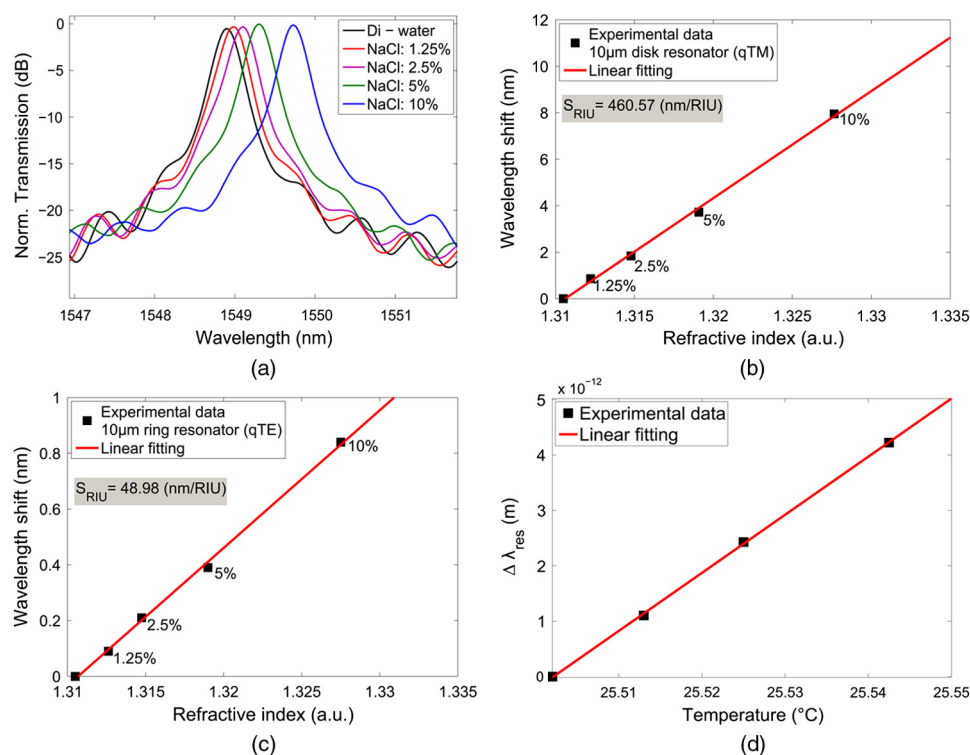 Di − water
NaCl: 1.25%
NaCl: 2.5%
NaCl: 5%
NaCl: 10%
Norm. Transmission (dB)
0
−5
−10
−15
−20
−25
1547 1548 1549 1550 1551
Wavelength (nm)
(a)
Experimental data
10μm disk resonator (qTM)
Linear fitting
S_RIU = 460.57 (nm/RIU)
Wavelength shift (nm)
12
10
8
6
4
2
0
10%
5%
2.5%
1.25%
1.31 1.315 1.32 1.325 1.33 1.335
Refractive index (a.u.)
(b)
Experimental data
10μm ring resonator (qTE)
Linear fitting
S_RIU = 48.98 (nm/RIU)
Wavelength shift (nm)
1
0.8
0.6
0.4
0.2
0
10%
5%
2.5%
1.25%
1.31 1.315 1.32 1.325 1.33 1.335
Refractive index (a.u.)
(c)
x 10⁻¹²
Experimental data
Linear fitting
Δ λres (m)
5
4
3
2
1
0
25.51 25.52 25.53 25.54 25.55
Temperature (°C)
(d)